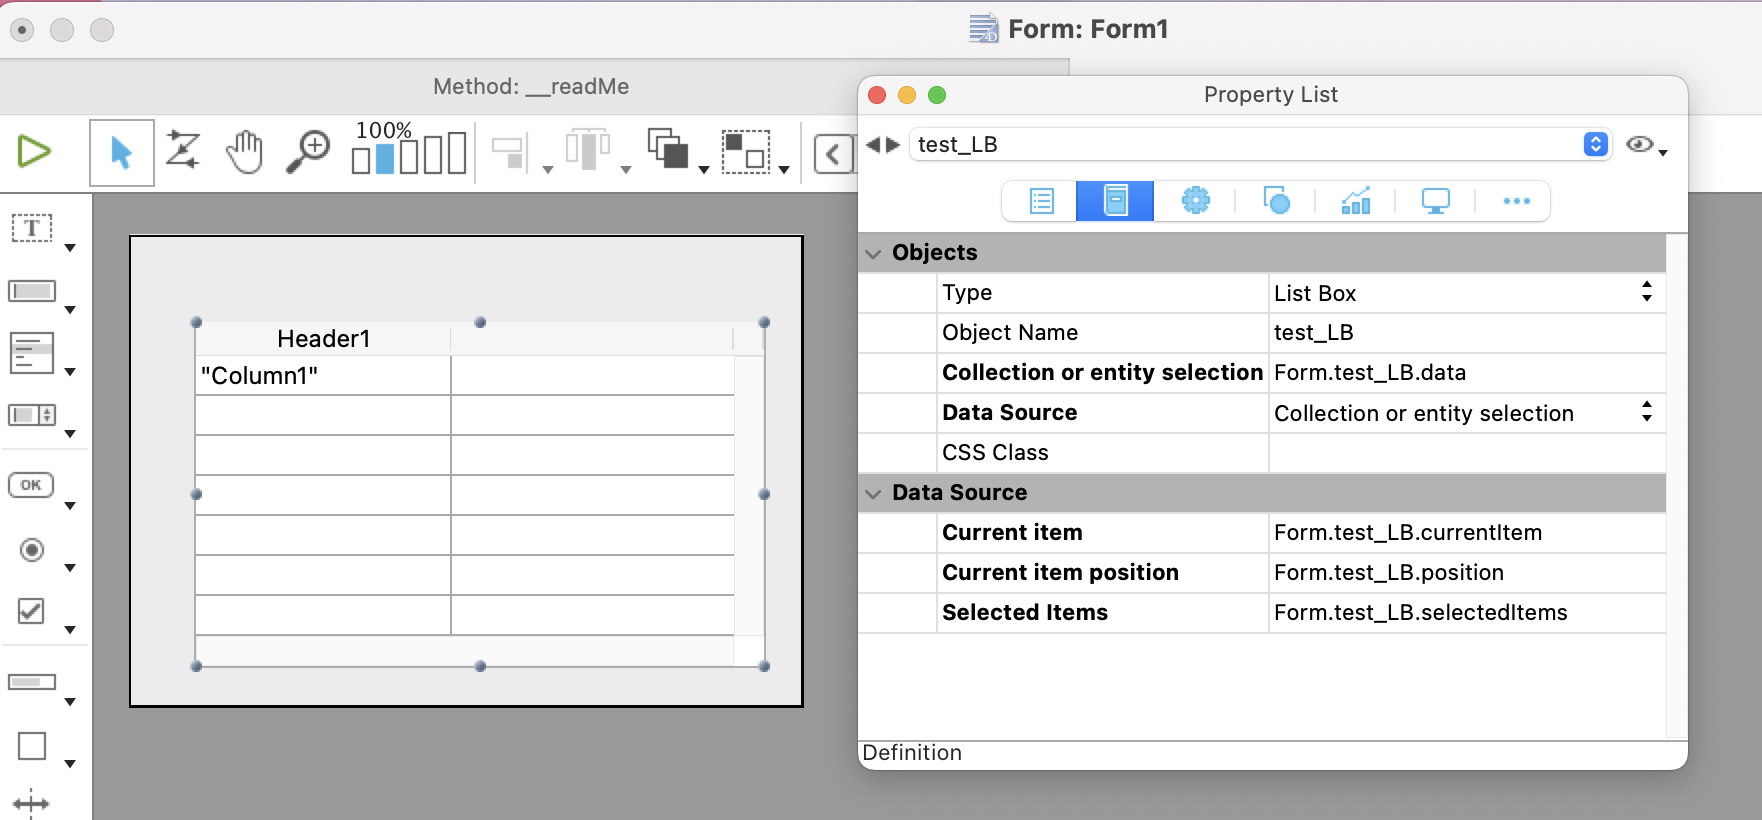 Form: Form1
Method: __readMe
100%
T
OK
Header1
"Column1"
Property List
test_LB
Objects
Type List Box
Object Name test_LB
Collection or entity selection Form.test_LB.data
Data Source Collection or entity selection
CSS Class
Data Source
Current item Form.test_LB.currentItem
Current item position Form.test_LB.position
Selected Items Form.test_LB.selectedItems
Definition